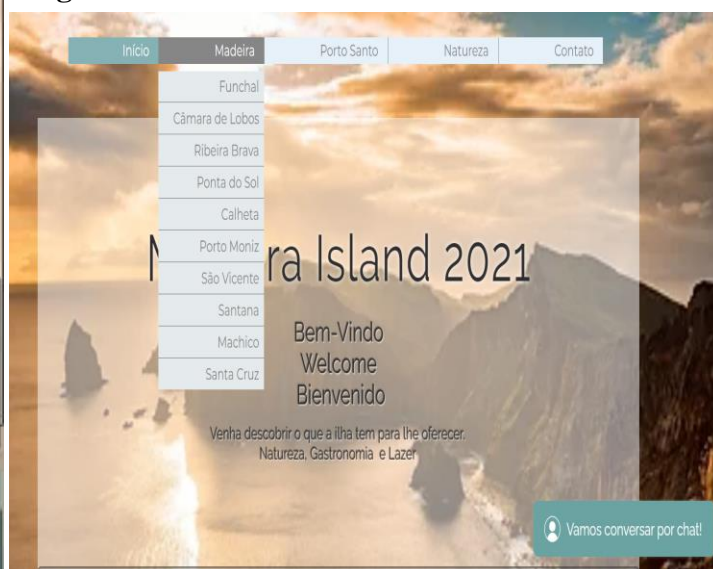 Início Madeira Porto Santo Natureza Contato
Funchal
Câmara de Lobos
Ribeira Brava
Ponta do Sol
Calheta
Porto Moniz
São Vicente
Santana
Machico
Santa Cruz
ra Island 2021
Bem-Vindo
Welcome
Bienvenido
Venha descobrir o que a ilha tem para lhe oferecer.
Natureza, Gastronomia e Lazer
Vamos conversar por chat!